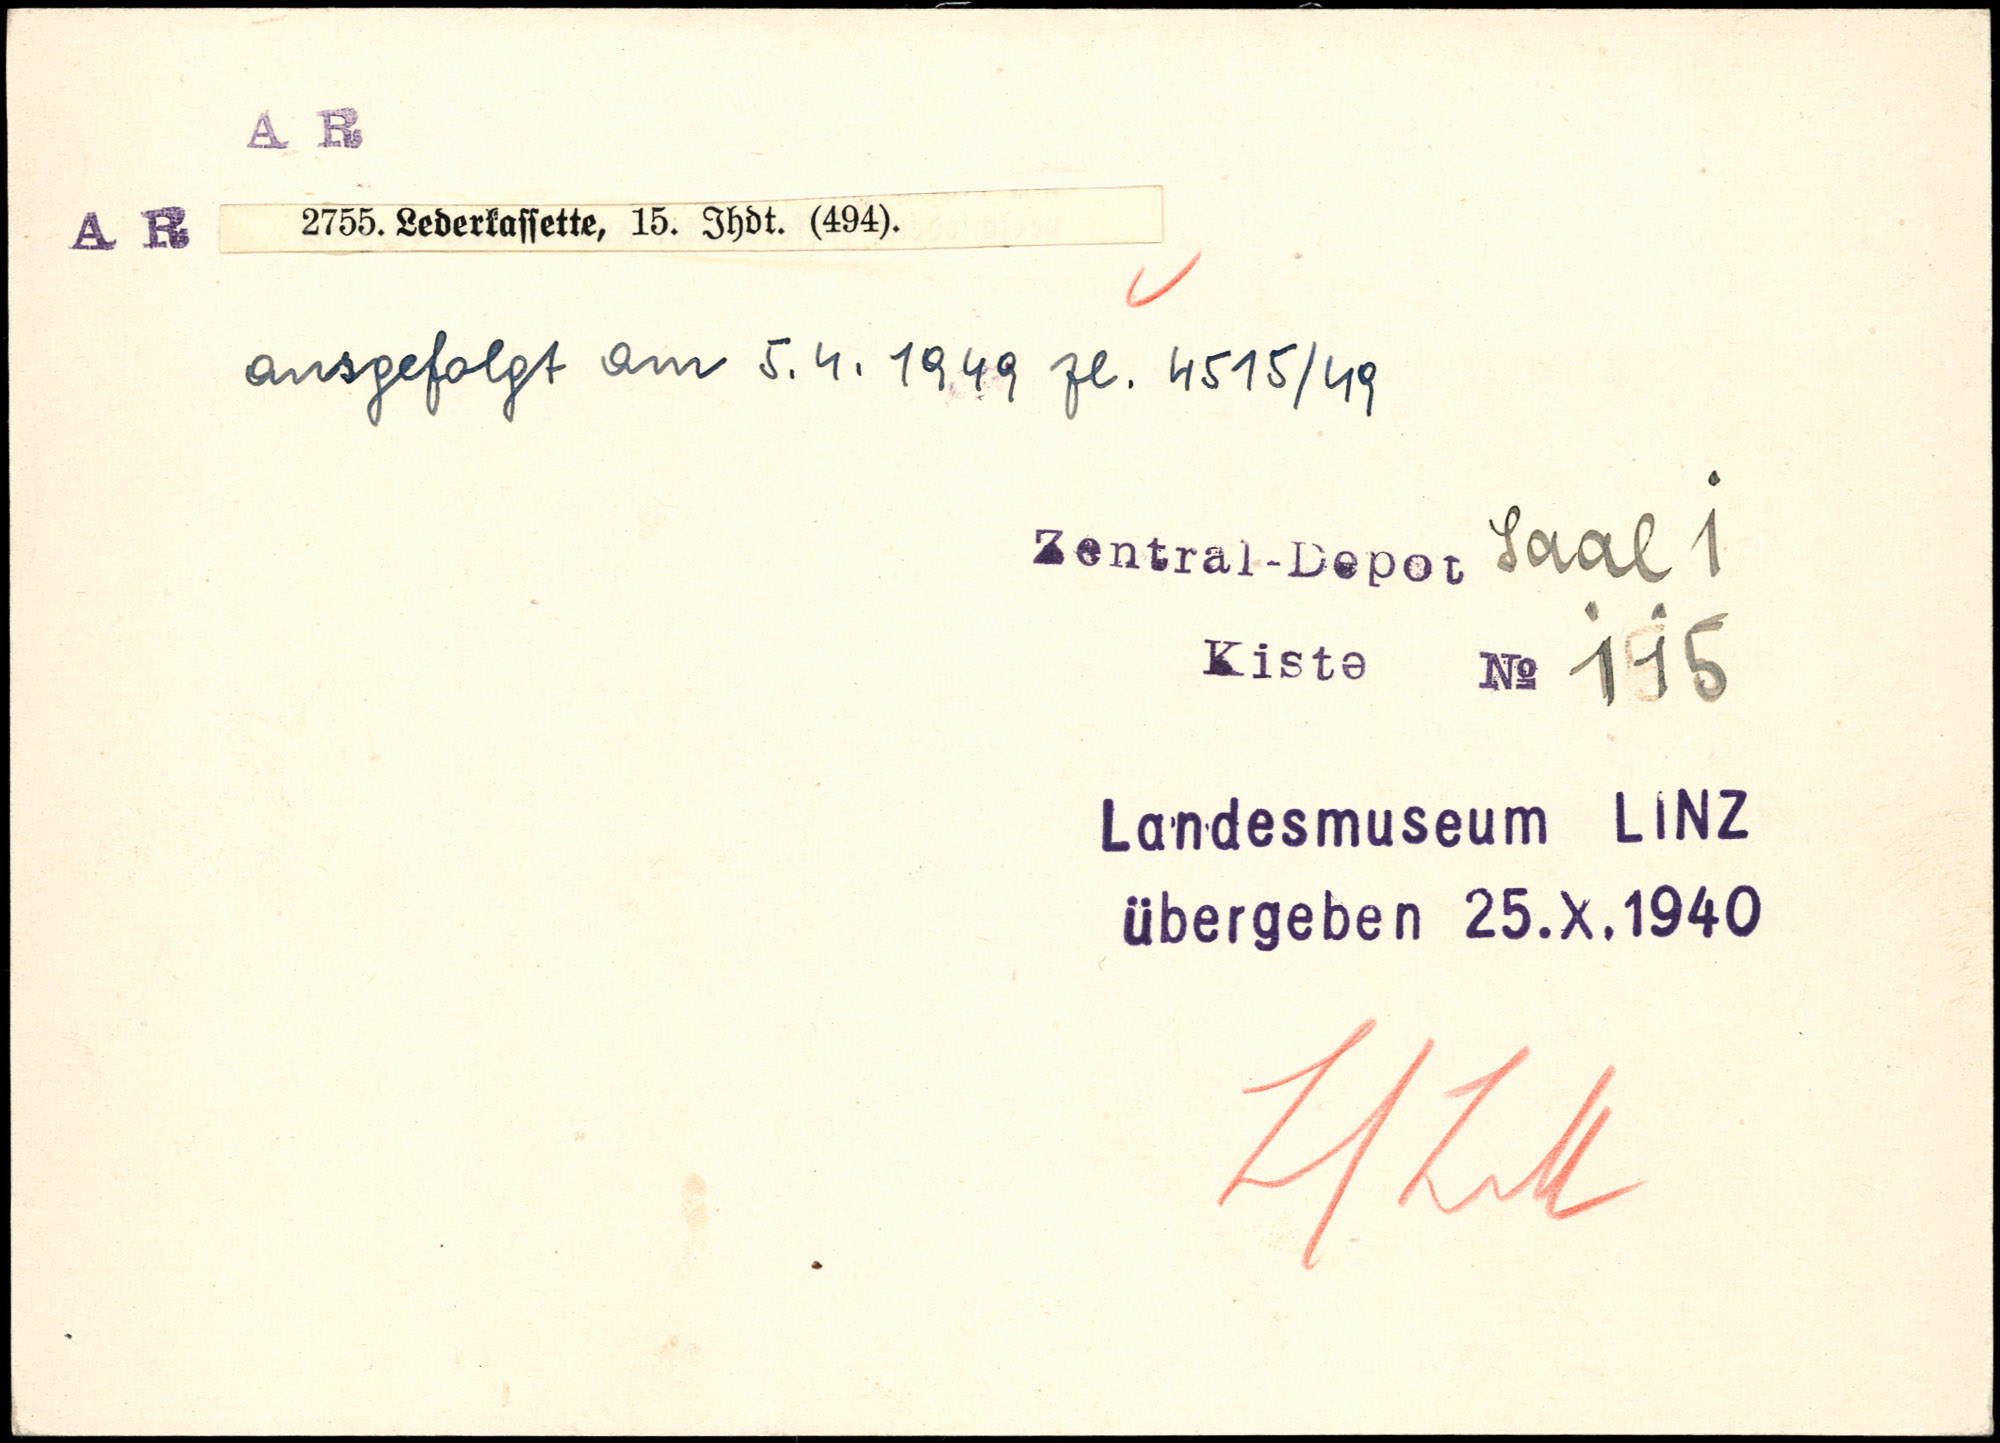 A R
A R 2755. Lederkassette, 15. Jhdt. (494).
ausgefolgt am 5.4.1949 Zl. 4515/49
Zentral-Depot Saal I
Kiste № 115
Landesmuseum LINZ
übergeben 25.X.1940